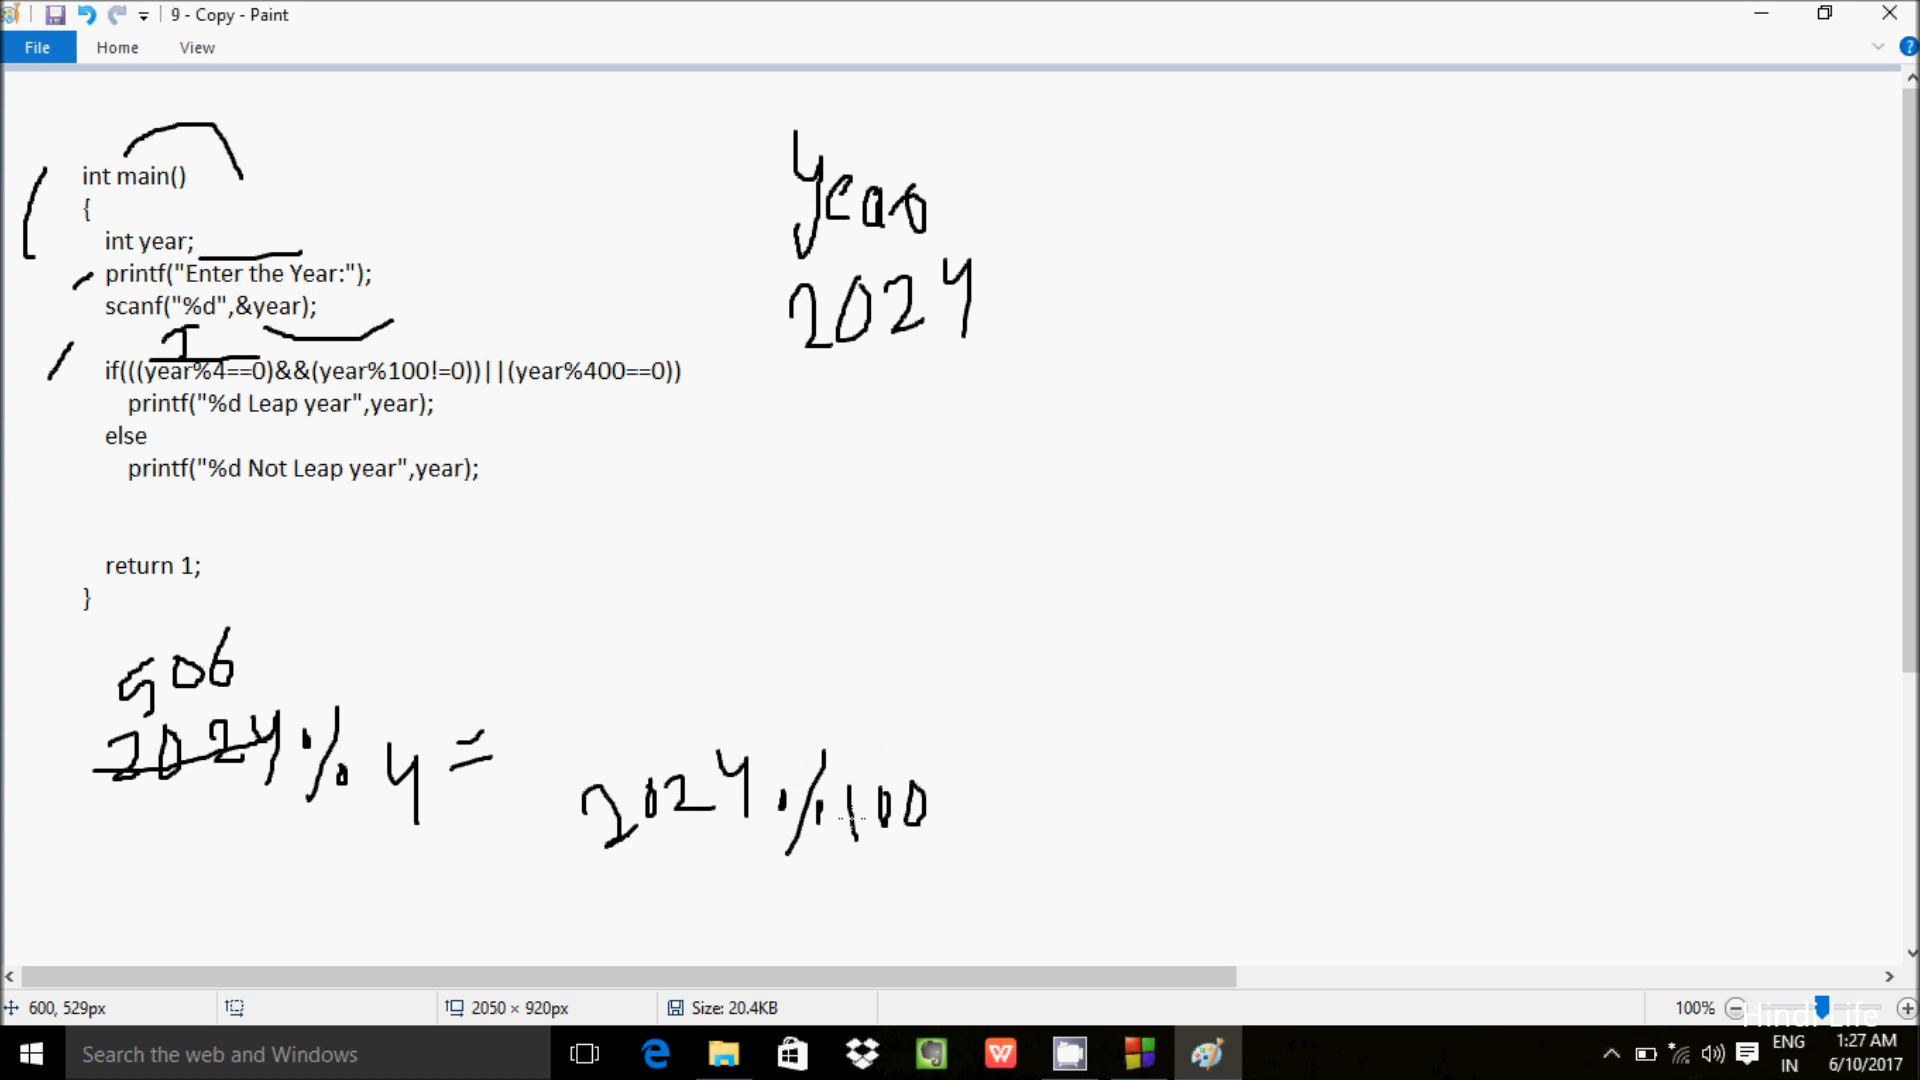 9 - Copy - Paint
File Home View
int main()
{
int year;
printf("Enter the Year:");
scanf("%d",&year);
if(((year%4==0)&&(year%100!=0))||(year%400==0))
printf("%d Leap year",year);
else
printf("%d Not Leap year",year);
return 1;
}
year
2024
506
2024 % 4 =
2024 % 100
600, 529px 2050 × 920px Size: 20.4KB 100%
Hindi Life
Search the web and Windows
ENG
IN
1:27 AM
6/10/2017